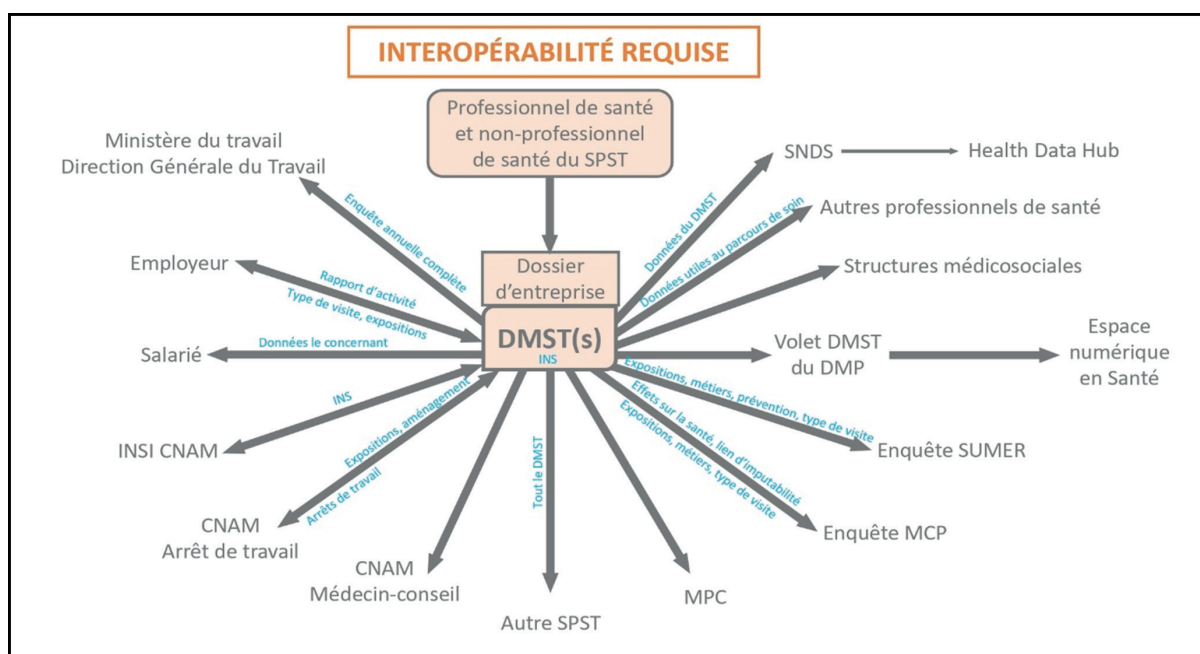 INTEROPÉRABILITÉ REQUISE
Professionnel de santé
et non-professionnel
de santé du SPST
Ministère du travail
Direction Générale du Travail
Enquête annuelle complète
Employeur
Rapport d'activité
Type de visite, expositions
Salarié
Données le concernant
INSI CNAM
INS
CNAM
Arrêt de travail
Expositions, aménagement
Arrêts de travail
CNAM
Médecin-conseil
Autre SPST
Tout le DMST
MPC
Dossier
d'entreprise
DMST(s)
INS
SNDS
Health Data Hub
Données du DMST
Autres professionnels de santé
Données utiles au parcours de soin
Structures médicosociales
Volet DMST
du DMP
Espace
numérique
en Santé
Expositions, métiers, prévention, type de visite
Enquête SUMER
Effets sur la santé, lien d'imputabilité
Expositions, métiers, type de visite
Enquête MCP